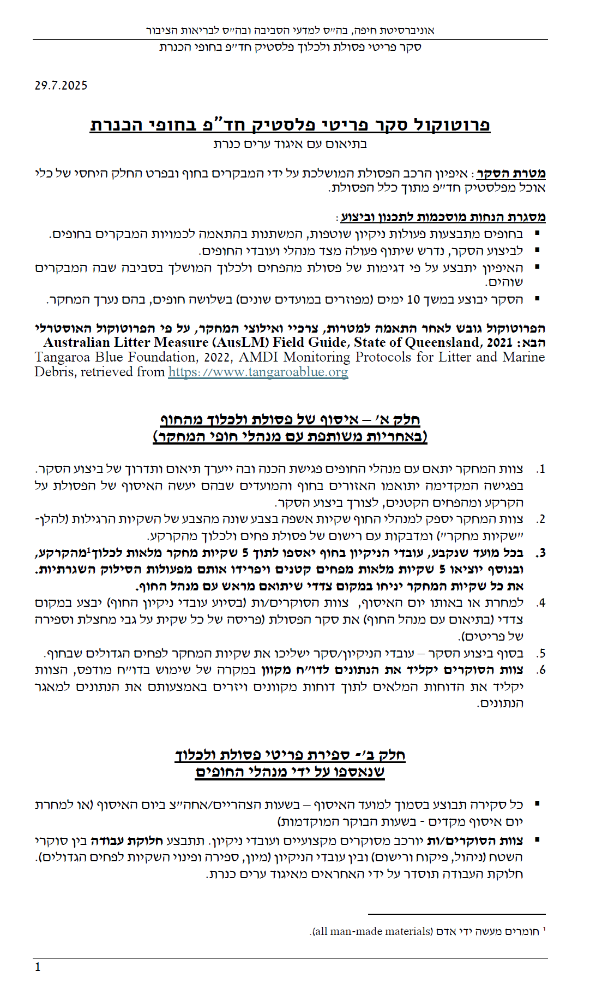 אוניברסיטת חיפה, בה״ס למדעי הסביבה ובה״ס לבריאות הציבור
סקר פריטי פסולת ולכלוך פלסטיק חד״פ בחופי הכנרת
29.7.2025
פרוטוקול סקר פריטי פלסטיק חד״פ בחופי הכנרת
בתיאום עם איגוד ערים כנרת
מטרת הסקר: איפיון הרכב הפסולת המושלכת על ידי המבקרים בחוף ובפרט החלק היחסי של כלי
אוכל מפלסטיק חד״פ מתוך כלל הפסולת.
מסגרת הנחות מוסכמות לתכנון וביצוע:
▪ בחופים מתבצעות פעולות ניקיון שוטפות, המשתנות בהתאמה לכמויות המבקרים בחופים.
▪ לביצוע הסקר, נדרש שיתוף פעולה מצד מנהלי ועובדי החופים.
▪ האיפיון יתבצע על פי דגימות של פסולת מהפחים ולכלוך המושלך בסביבה שבה המבקרים
שוהים.
▪ הסקר יבוצע במשך 10 ימים (מפוזרים במועדים שונים) בשלושה חופים, בהם נערך המחקר.
הפרוטוקול גובש לאחר התאמה למטרות, צרכיי ואילוצי המחקר, על פי הפרוטוקול האוסטרלי
הבא: Australian Litter Measure (AusLM) Field Guide, State of Queensland, 2021
Tangaroa Blue Foundation, 2022, AMDI Monitoring Protocols for Litter and Marine
Debris, retrieved from https://www.tangaroablue.org
חלק א׳ – איסוף של פסולת ולכלוך מהחוף
(באחריות משותפת עם מנהלי חופי המחקר)
1. צוות המחקר יתאם עם מנהלי החופים פגישת הכנה ובה ייערך תיאום ותדרוך של ביצוע הסקר.
בפגישה המקדימה יתואמו האזורים בחוף והמועדים שבהם יעשה האיסוף של הפסולת על
הקרקע ומהפחים הקטנים, לצורך ביצוע הסקר.
2. צוות המחקר יספק למנהלי החוף שקיות אשפה בצבע שונה מהצבע של השקיות הרגילות (להלן-
״שקיות מחקר״) ומדבקות עם רישום של פסולת פחים ולכלוך מהקרקע.
3. בכל מועד שנקבע, עובדי הניקיון בחוף יאספו לתוך 5 שקיות מחקר מלאות לכלוך1מהקרקע,
ובנוסף יוציאו 5 שקיות מלאות מפחים קטנים ויפרידו אותם מפעולות הסילוק השגרתיות.
את כל שקיות המחקר יניחו במקום צדדי שיתואם מראש עם מנהל החוף.
4. למחרת או באותו יום האיסוף, צוות הסוקרים/ות (בסיוע עובדי ניקיון החוף) יבצע במקום
צדדי (בתיאום עם מנהל החוף) את סקר הפסולת (פריסה של כל שקית על גבי מחצלת וספירה
של פריטים).
5. בסוף ביצוע הסקר – עובדי הניקיון/סקר ישליכו את שקיות המחקר לפחים הגדולים שבחוף.
6. צוות הסוקרים יקליד את הנתונים לדו״ח מקוון במקרה של שימוש בדו״ח מודפס, הצוות
יקליד את הדוחות המלאים לתוך דוחות מקוונים ויזרים באמצעותם את הנתונים למאגר
הנתונים.
חלק ב׳- ספירת פריטי פסולת ולכלוך
שנאספו על ידי מנהלי החופים
▪ כל סקירה תבוצע בסמוך למועד האיסוף – בשעות הצהריים/אחה״צ ביום האיסוף (או למחרת
יום איסוף מקדים - בשעות הבוקר המוקדמות)
▪ צוות הסוקרים/ות יורכב מסוקרים מקצועיים ועובדי ניקיון. תתבצע חלוקת עבודה בין סוקרי
השטח (ניהול, פיקוח ורישום) ובין עובדי הניקיון (מיון, ספירה ופינוי השקיות לפחים הגדולים).
חלוקת העבודה תוסדר על ידי האחראים מאיגוד ערים כנרת.
1 חומרים מעשה ידי אדם (all man-made materials).
1